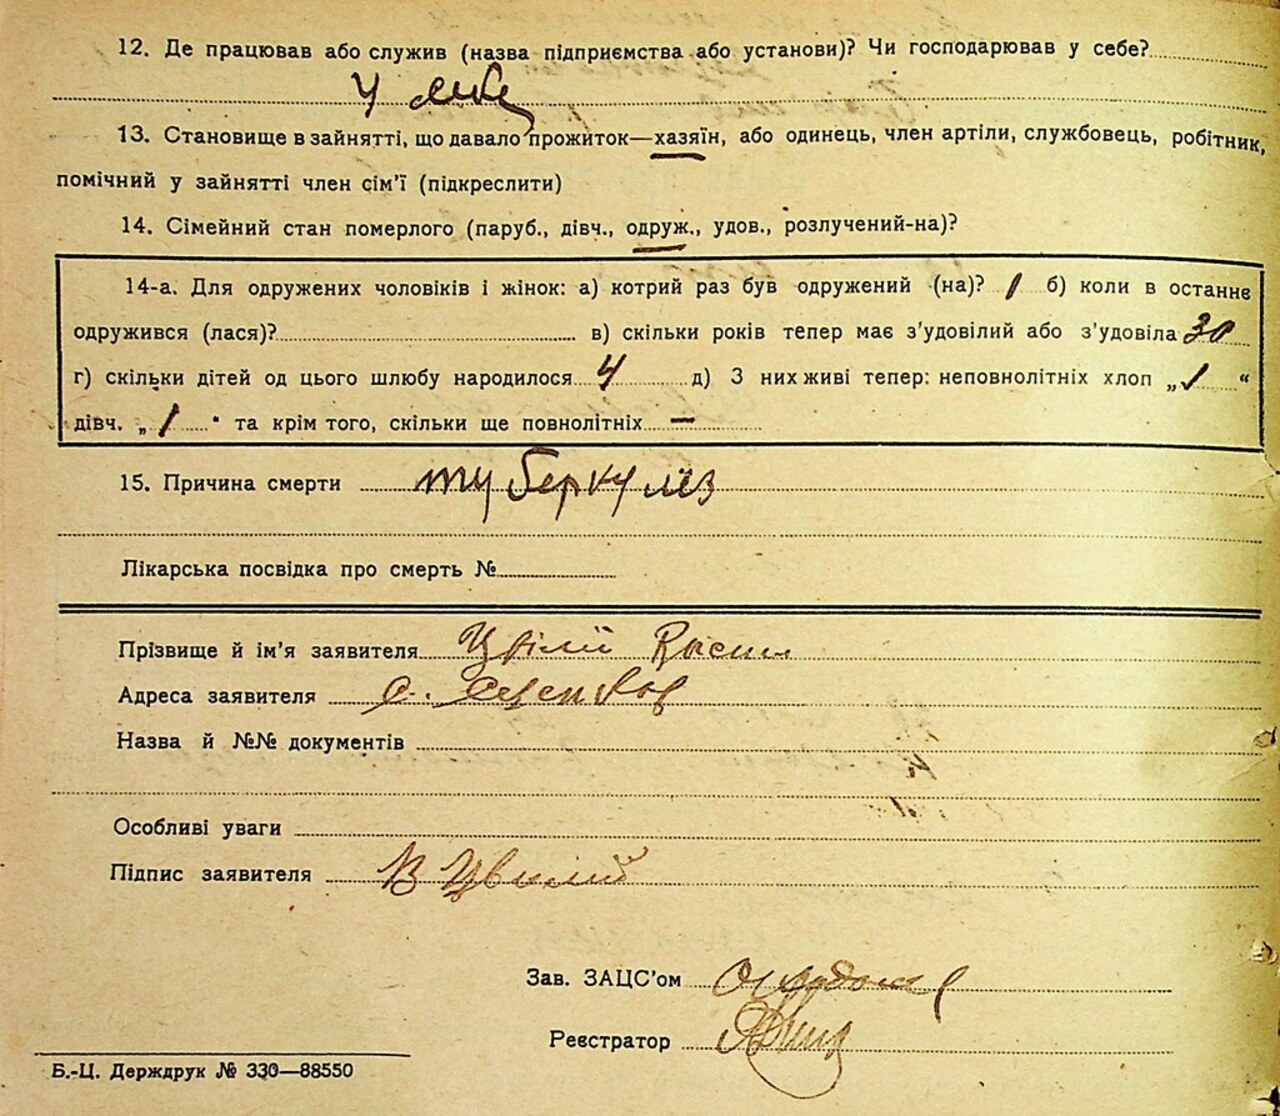 12. Де працював або служив (назва підприємства або установи)? Чи господарював у себе?
У себе
13. Становище в зайнятті, що давало прожиток—хазяїн, або одинець, член артіли, службовець, робітник,
помічний у зайнятті член сім'ї (підкреслити)
14. Сімейний стан померлого (паруб., дівч., одруж., удов., розлучений-на)?
14-а. Для одружених чоловіків і жінок: а) котрий раз був одружений (на)? 1 б) коли в останнє
одружився (лася)? в) скільки років тепер має з'удовілий або з'удовіла 30
г) скільки дітей од цього шлюбу народилося 4 д) З них живі тепер: неповнолітніх хлоп „1“
дівч. „1" та крім того, скільки ще повнолітніх —
15. Причина смерти туберкулёз
Лікарська посвідка про смерть №
Прізвище й ім'я заявителя Цвілій
Адреса заявителя с.
Назва й №№ документів
Особливі уваги
Підпис заявителя В Цвилий
Зав. ЗАЦС'ом
Реєстратор
Б.-Ц. Держдрук № 330—88550